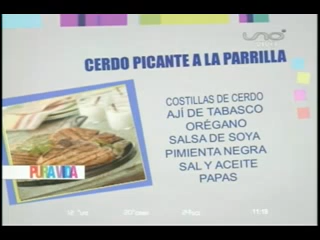 UNO
CERDO PICANTE A LA PARRILLA
COSTILLAS DE CERDO
AJÍ DE TABASCO
ORÉGANO
SALSA DE SOYA
PIMIENTA NEGRA
SAL Y ACEITE
PAPAS
PURA VIDA